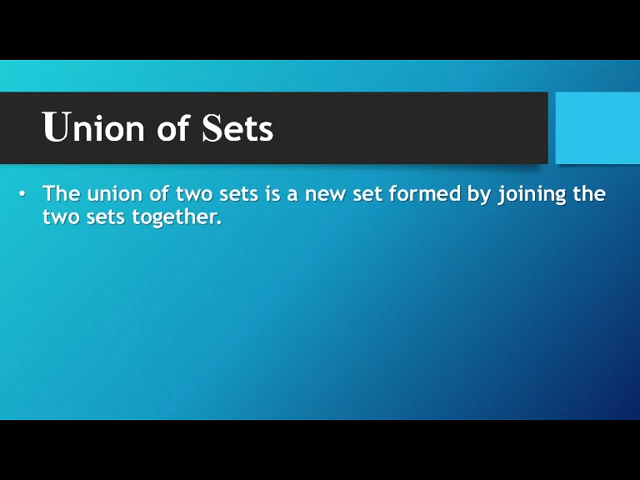 Union of Sets
• The union of two sets is a new set formed by joining the
two sets together.